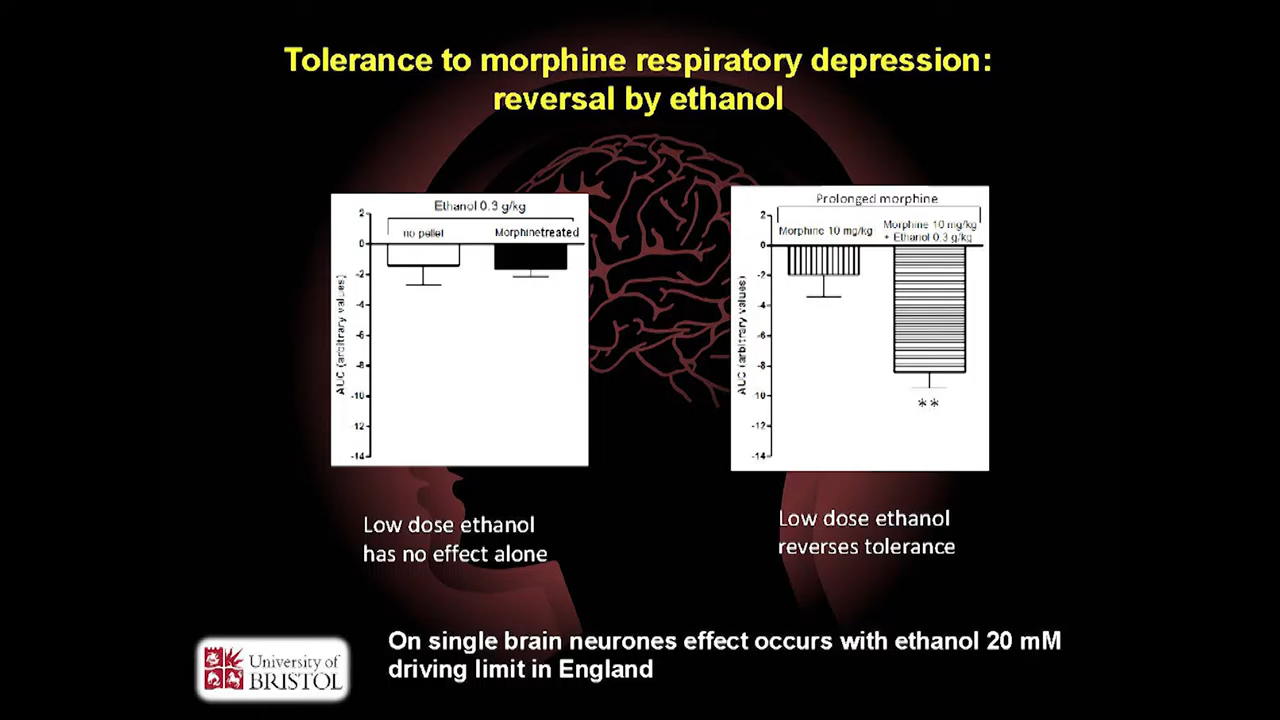 Tolerance to morphine respiratory depression:
reversal by ethanol
Ethanol 0.3 g/kg
no pellet
Morphinetreated
2
0
-2
-4
-6
-8
-10
-12
-14
AUC (arbitrary values)
Prolonged morphine
Morphine 10 mg/kg
Morphine 10 mg/kg
+ Ethanol 0.3 g/kg
2
0
-2
-4
-6
-8
-10
-12
-14
AUC (arbitrary values)
**
Low dose ethanol
has no effect alone
Low dose ethanol
reverses tolerance
On single brain neurones effect occurs with ethanol 20 mM
driving limit in England
University of
BRISTOL